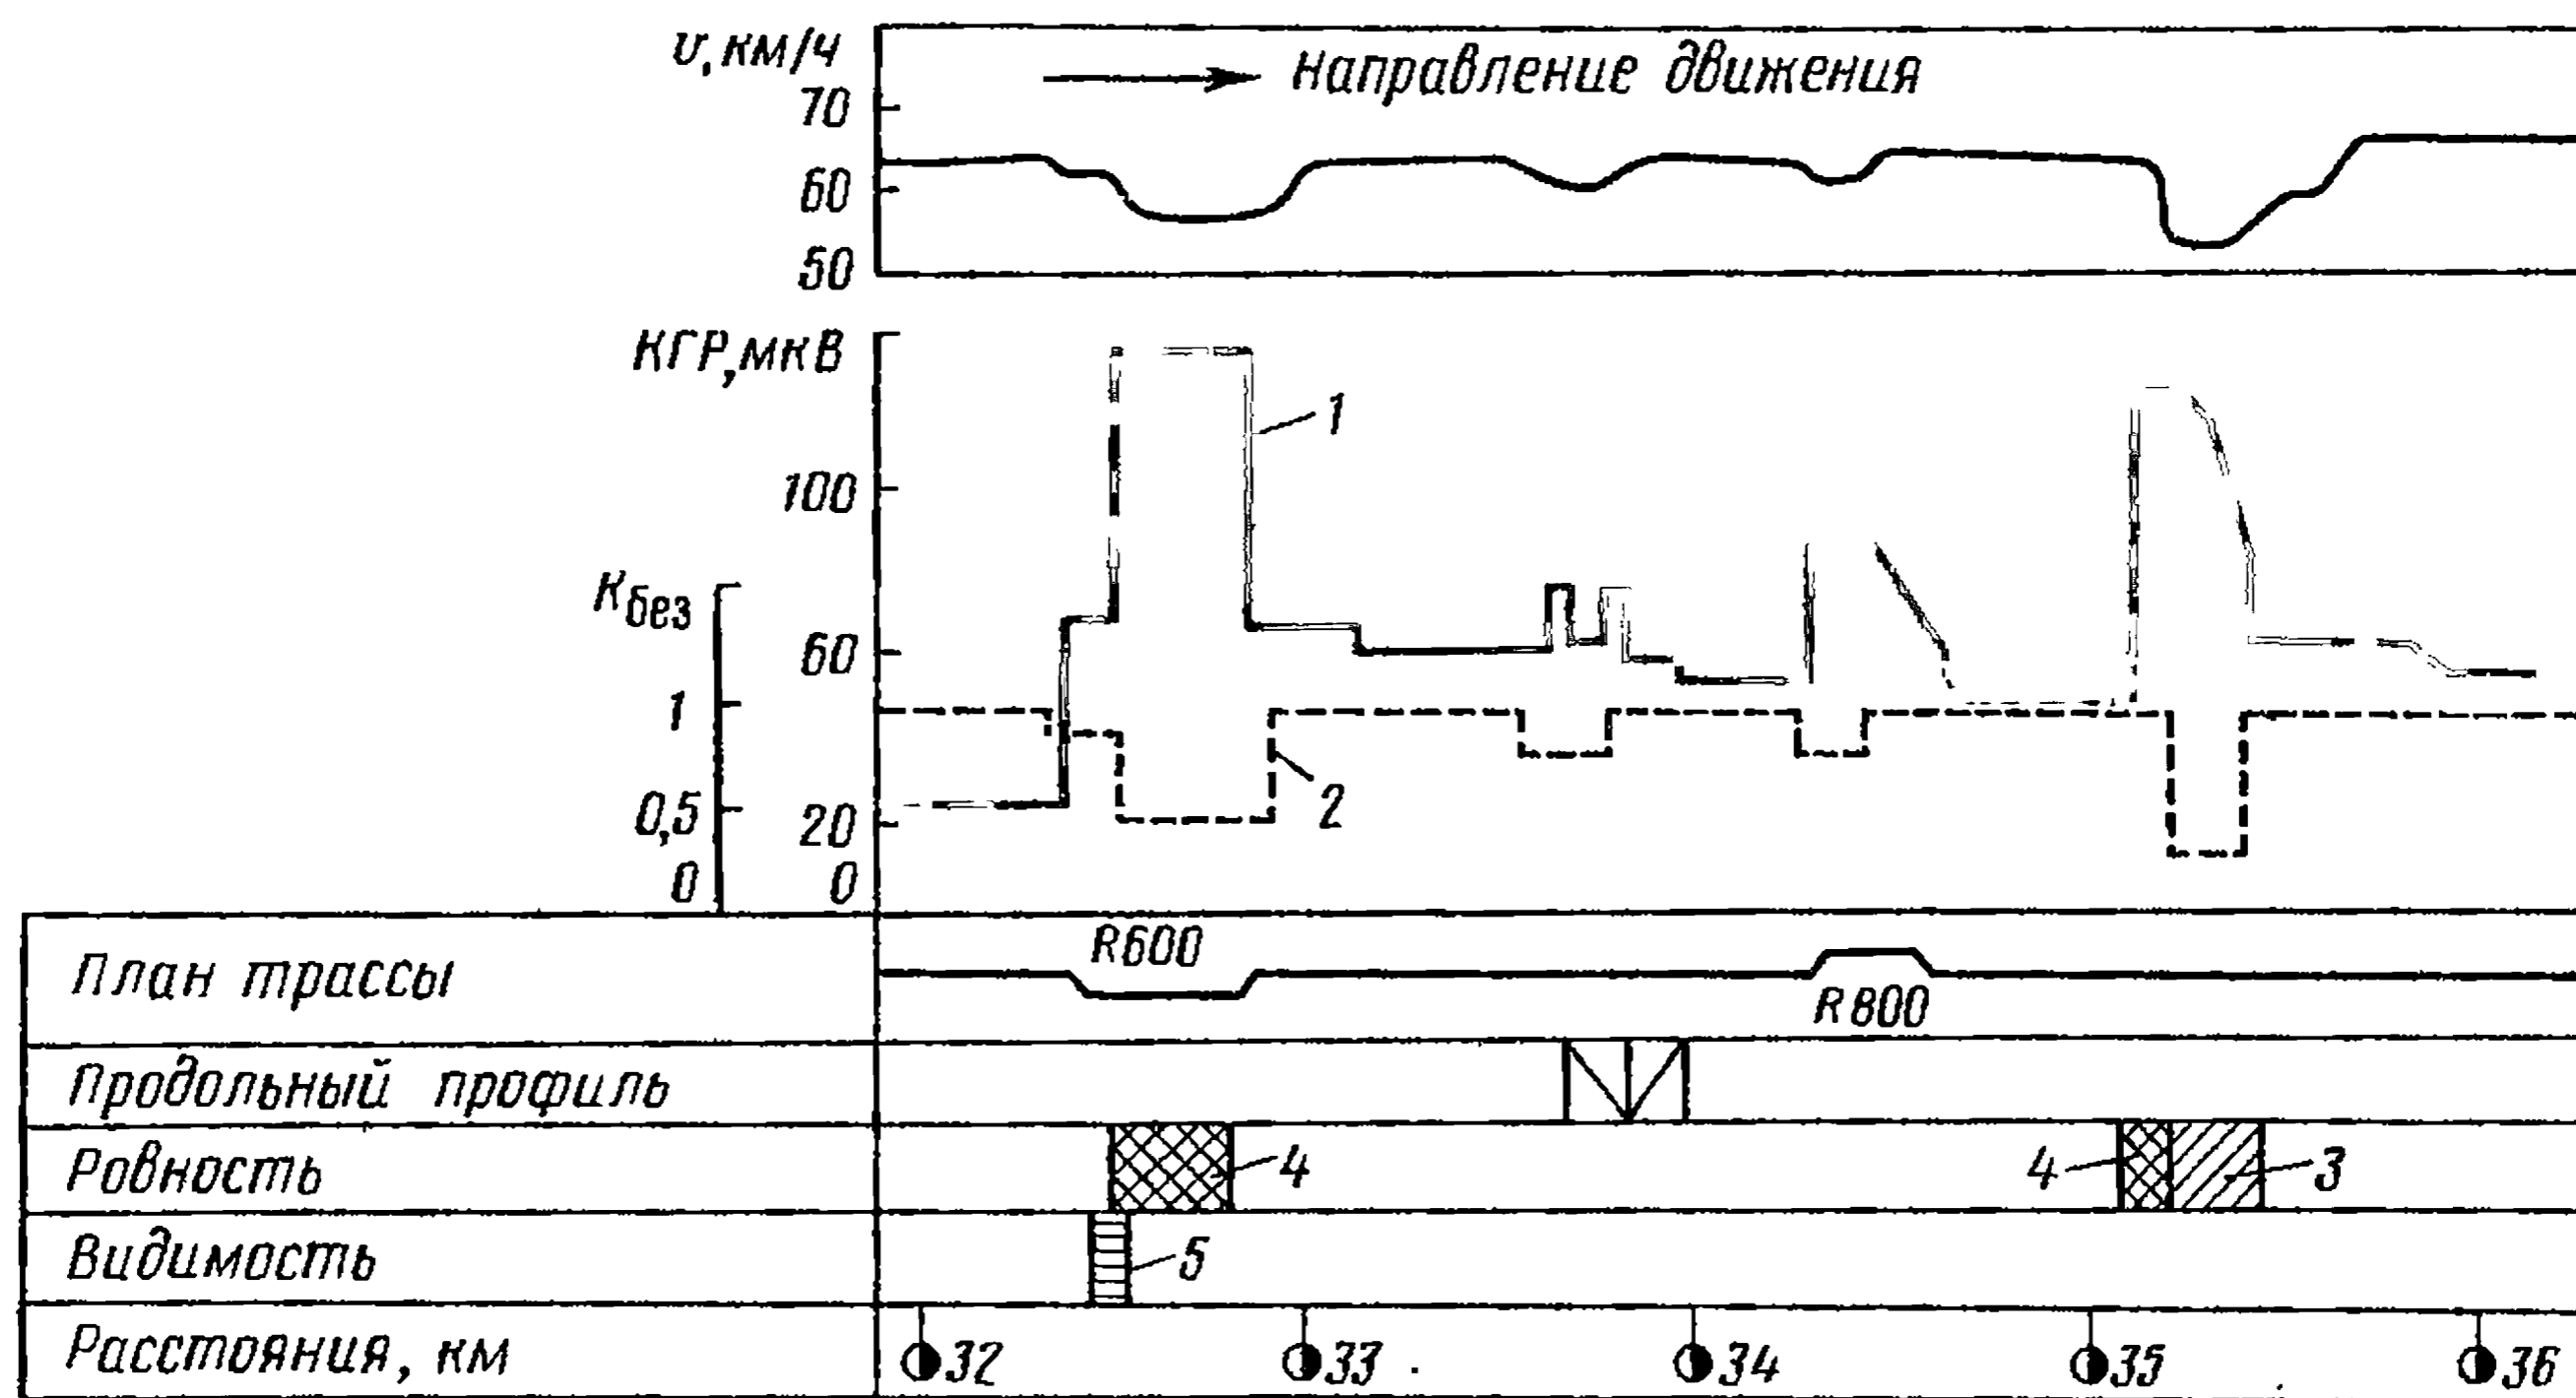 υ, км/ч
Направление движения
70
60
50
КГР, мкВ
1
100
Kбез
60
1
0,5
20
2
0
0
План трассы
R600
R800
Продольный профиль
Ровность
4
4
3
Видимость
5
Расстояния, км
32
33
34
35
36